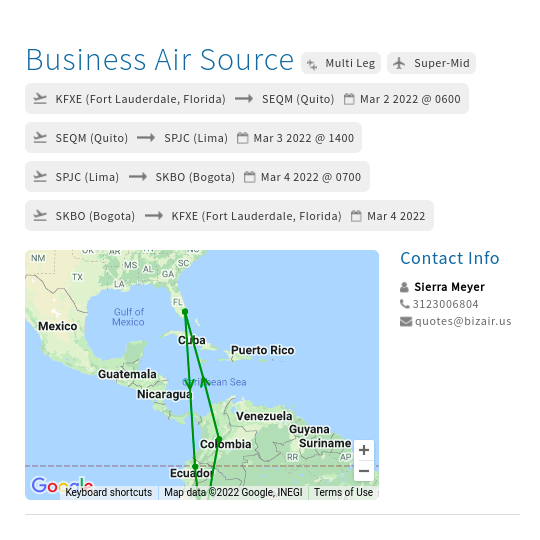 Business Air Source Multi Leg Super-Mid
KFXE (Fort Lauderdale, Florida) SEQM (Quito) Mar 2 2022 @ 0600
SEQM (Quito) SPJC (Lima) Mar 3 2022 @ 1400
SPJC (Lima) SKBO (Bogota) Mar 4 2022 @ 0700
SKBO (Bogota) KFXE (Fort Lauderdale, Florida) Mar 4 2022
Contact Info
Sierra Meyer
3123006804
quotes@bizair.us
OK AR
NM MS SC
TX AL GA
LA
FL
Gulf of
Mexico
Mexico
Cuba
Puerto Rico
Guatemala
Caribbean Sea
Nicaragua
Venezuela
Guyana
Colombia Suriname
RR AP
Ecuador
Google
Keyboard shortcuts Map data ©2022 Google, INEGI Terms of Use